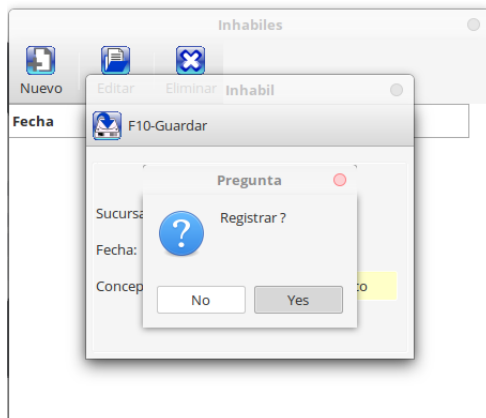 Inhabiles
Nuevo Editar Eliminar
Inhabil
Fecha
F10-Guardar
Pregunta
Registrar ?
Sucursa
Fecha:
Concep
to
No Yes